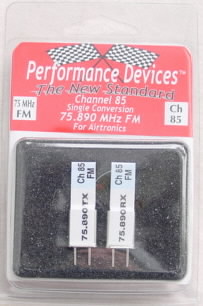 Performance Devices™
The New Standard
Channel 85
Single Conversion
75.890 MHz FM
For Airtronics
75 MHz
FM
Ch
85
Ch 85
FM
75.890 TX
Ch 85
FM
75.890 RX